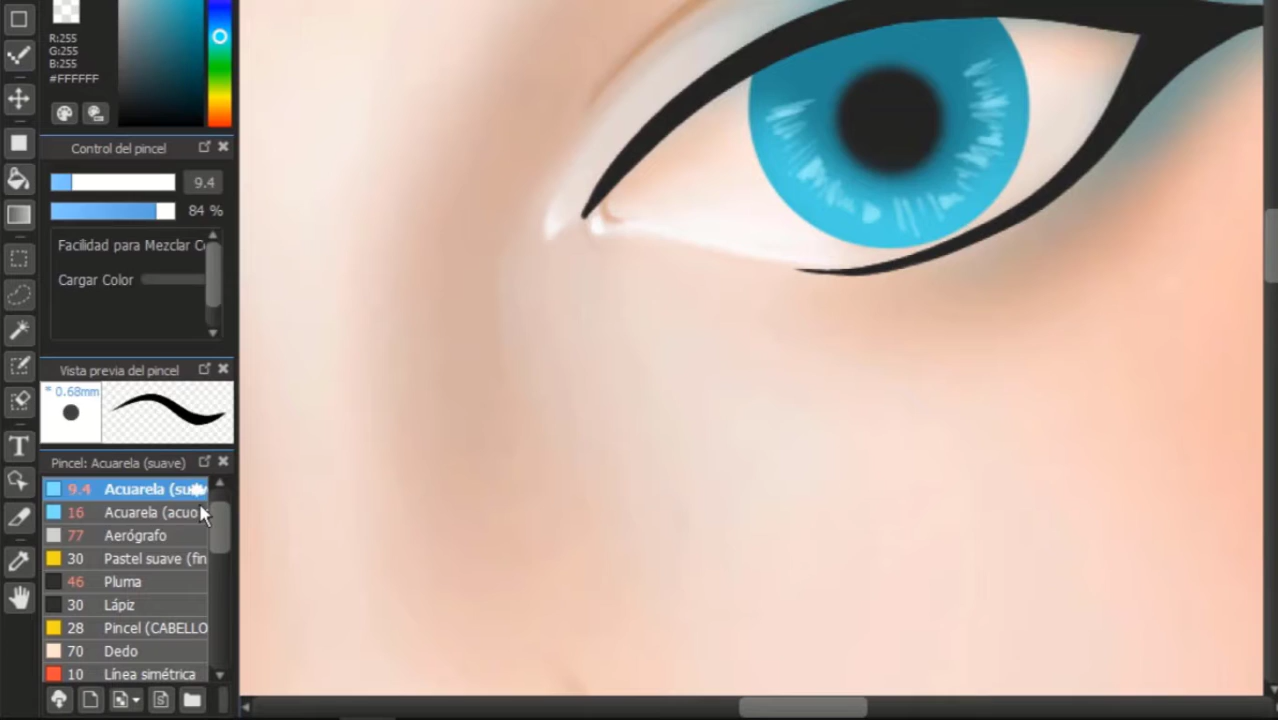 R:255
G:255
B:255
#FFFFFF
Control del pincel
9.4
84 %
Facilidad para Mezclar
Cargar Color
Vista previa del pincel
* 0.68mm
Pincel: Acuarela (suave)
9.4 Acuarela
16 Acuarela (acuo
77 Aerógrafo
30 Pastel suave (fin
46 Pluma
30 Lápiz
28 Pincel (CABELLO
70 Dedo
10 Línea simétrica
T
S